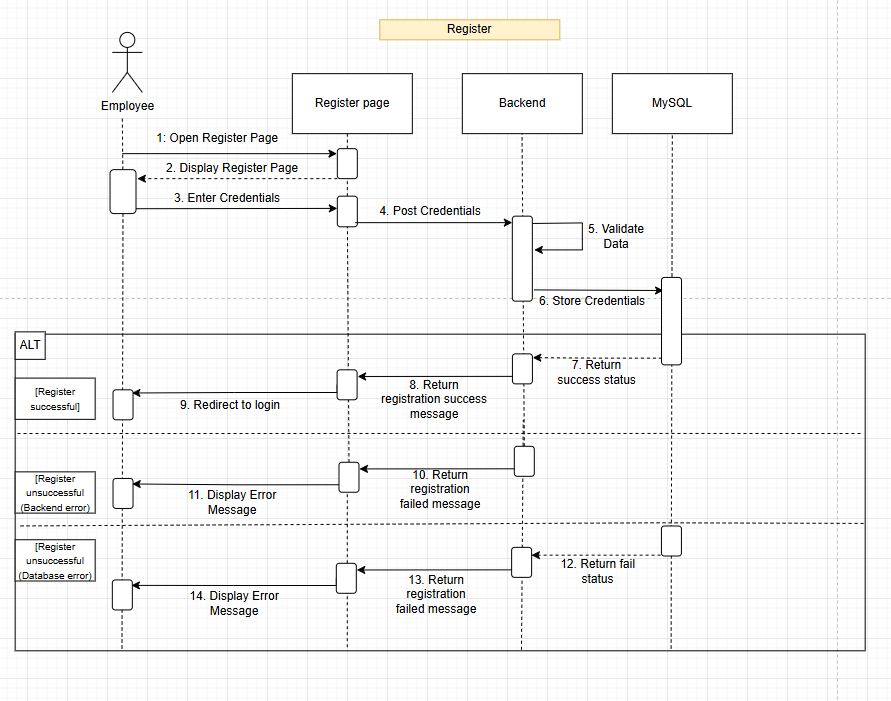 Register
Employee
Register page
Backend
MySQL
1: Open Register Page
2. Display Register Page
3. Enter Credentials
4. Post Credentials
5. Validate
Data
6. Store Credentials
ALT
[Register
successful]
7. Return
success status
8. Return
registration success
message
9. Redirect to login
[Register
unsuccessful
(Backend error)
10. Return
registration
failed message
11. Display Error
Message
[Register
unsuccessful
(Database error)
12. Return fail
status
13. Return
registration
failed message
14. Display Error
Message